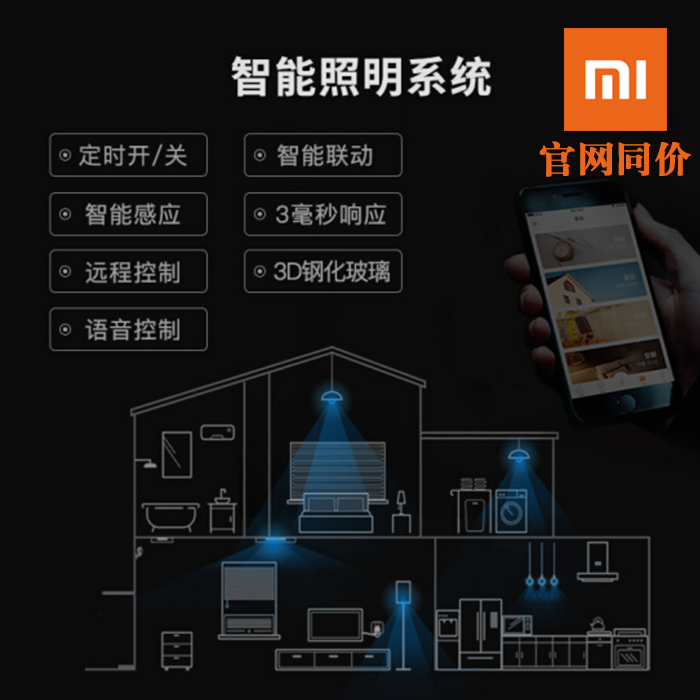 智能照明系统
mi
官网同价
定时开/关
智能联动
智能感应
3毫秒响应
远程控制
3D钢化玻璃
语音控制